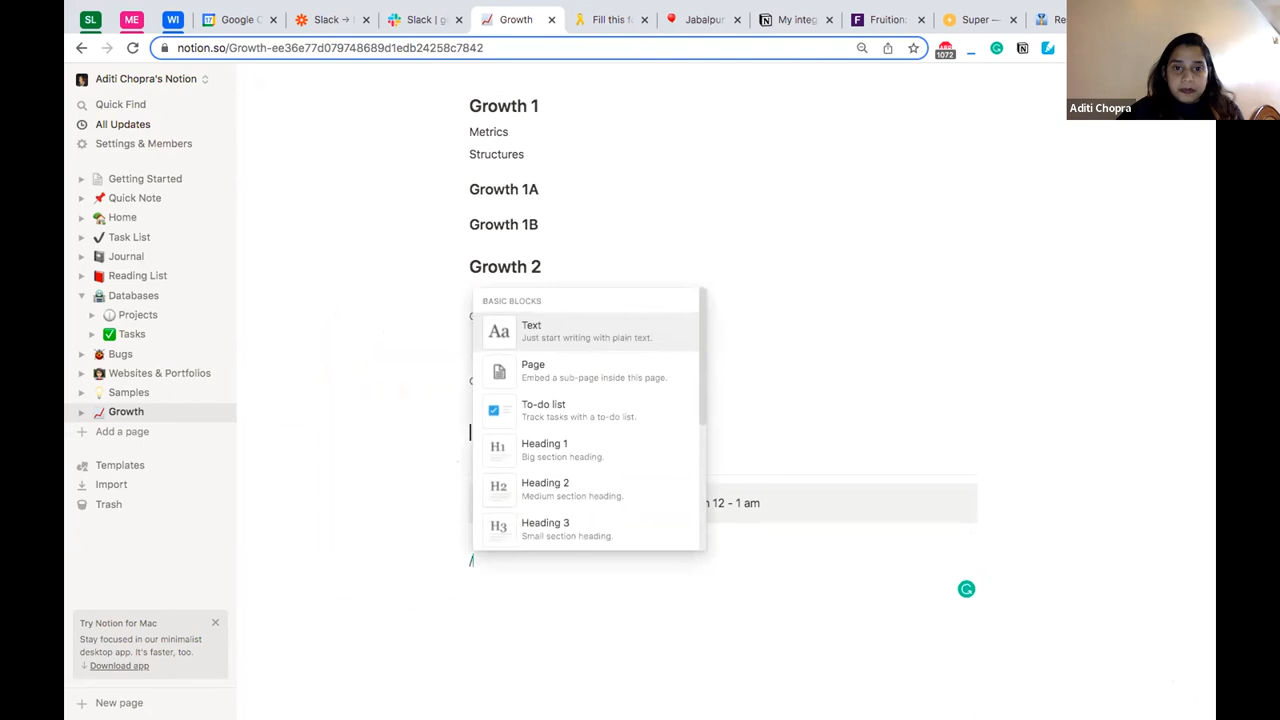 SL
ME
WI
Google C
Slack →
Slack | g
Growth
Fill this fo
Jabalpur
My integ
Fruition:
Super —
Re
notion.so/Growth-ee36e77d079748689d1edb24258c7842
1072
Aditi Chopra
Aditi Chopra's Notion
Quick Find
All Updates
Settings & Members
Getting Started
Quick Note
Home
Task List
Journal
Reading List
Databases
Projects
Tasks
Bugs
Websites & Portfolios
Samples
Growth
Add a page
Templates
Import
Trash
Try Notion for Mac
Stay focused in our minimalist
desktop app. It's faster, too.
↓ Download app
New page
Growth 1
Metrics
Structures
Growth 1A
Growth 1B
Growth 2
BASIC BLOCKS
Aa Text
Just start writing with plain text.
Page
Embed a sub-page inside this page.
To-do list
Track tasks with a to-do list.
H1 Heading 1
Big section heading.
H2 Heading 2
Medium section heading.
H3 Heading 3
Small section heading.
12 - 1 am
/